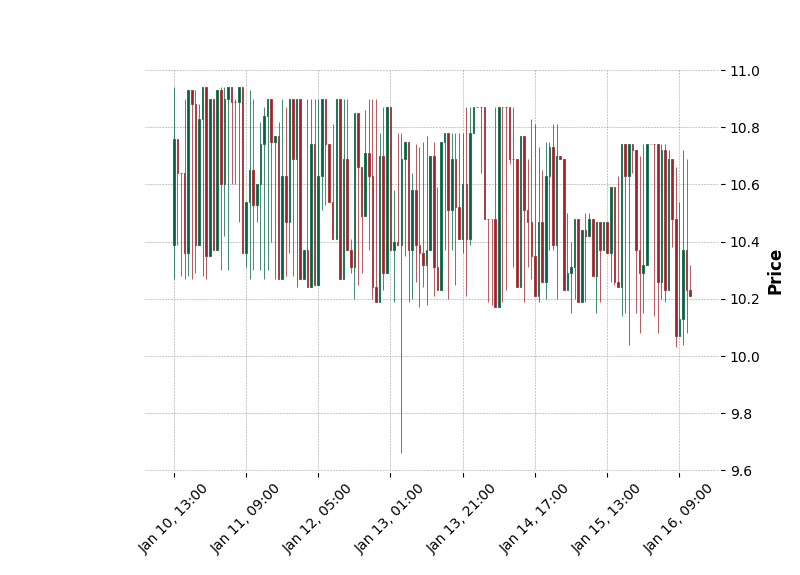 11.0
10.8
10.6
10.4
10.2
10.0
9.8
9.6
Price
Jan 10, 13:00
Jan 11, 09:00
Jan 12, 05:00
Jan 13, 01:00
Jan 13, 21:00
Jan 14, 17:00
Jan 15, 13:00
Jan 16, 09:00